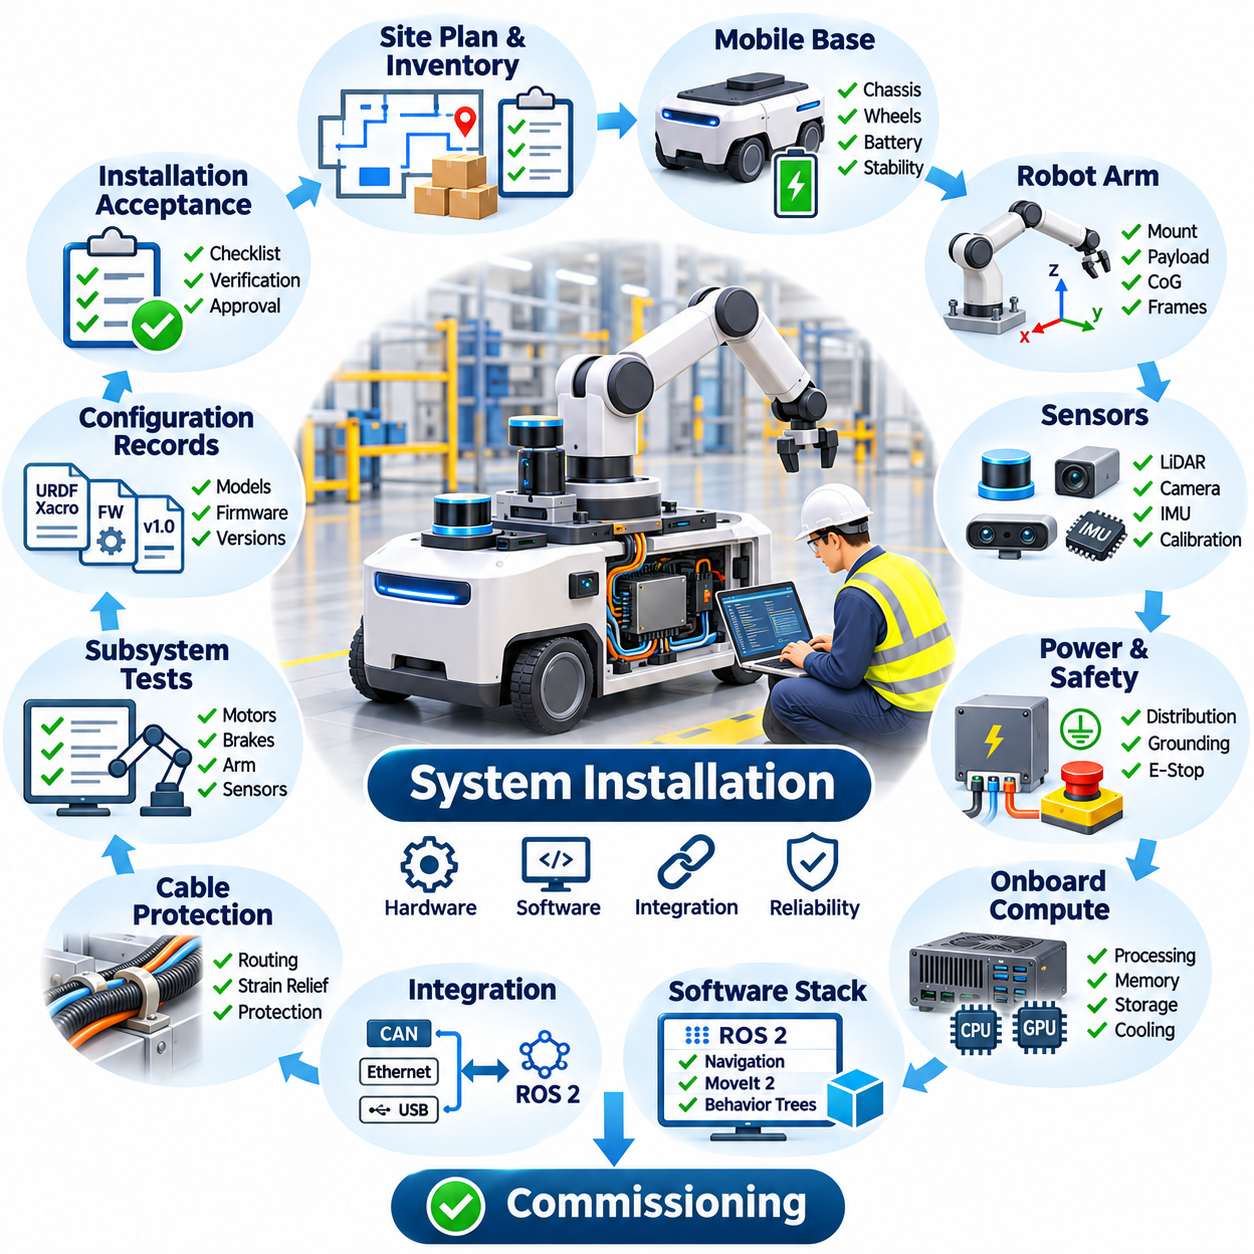 Site Plan &
Inventory
Mobile Base
Chassis
Wheels
Battery
Stability
Robot Arm
Mount
Payload
CoG
Frames
z
y
x
Sensors
LiDAR
Camera
IMU
Calibration
IMU
Power &
Safety
Distribution
Grounding
E-Stop
Onboard
Compute
Processing
Memory
Storage
Cooling
CPU
GPU
Software Stack
ROS 2
Navigation
MoveIt 2
Behavior Trees
Integration
CAN
Ethernet
USB
ROS 2
Cable
Protection
Routing
Strain Relief
Protection
Subsystem
Tests
Motors
Brakes
Arm
Sensors
Configuration
Records
URDF
Xacro
FW
v1.0
Models
Firmware
Versions
Installation
Acceptance
Checklist
Verification
Approval
System Installation
Hardware
Software
Integration
Reliability
Commissioning